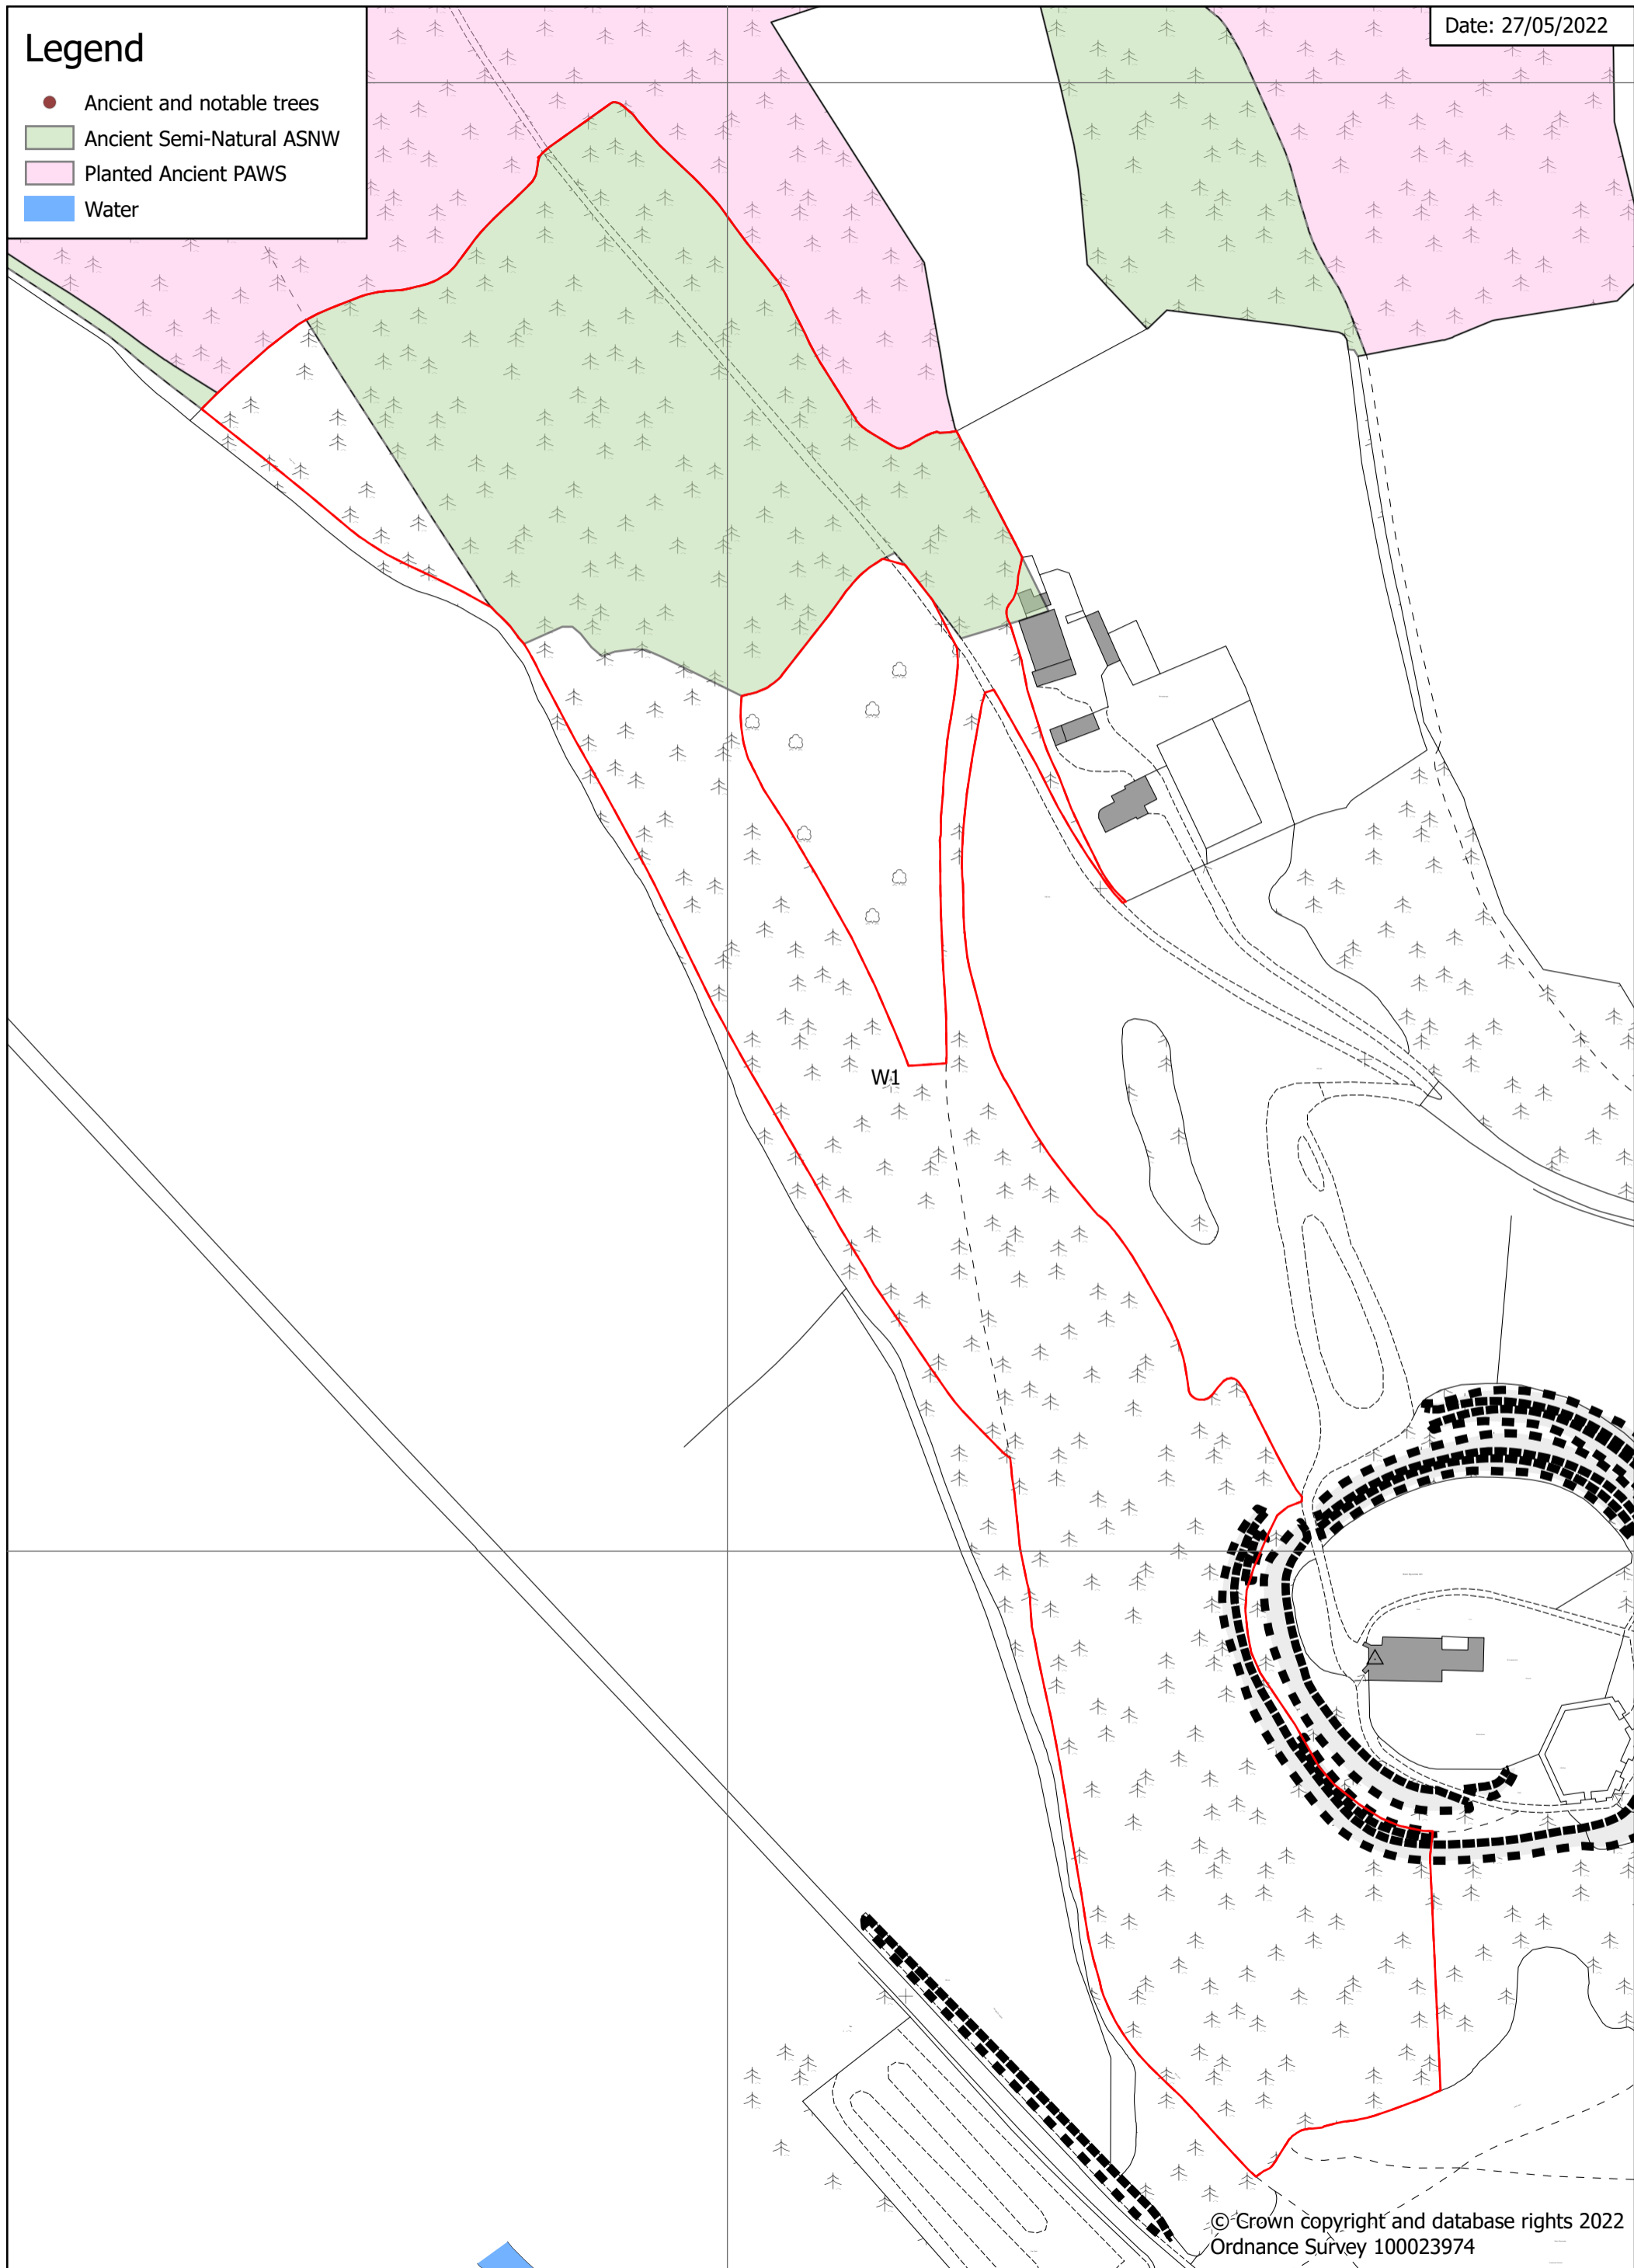 Legend
Ancient and notable trees
Ancient Semi-Natural ASNW
Planted Ancient PAWS
Water
Date: 27/05/2022
W1
© Crown copyright and database rights 2022
Ordnance Survey 100023974